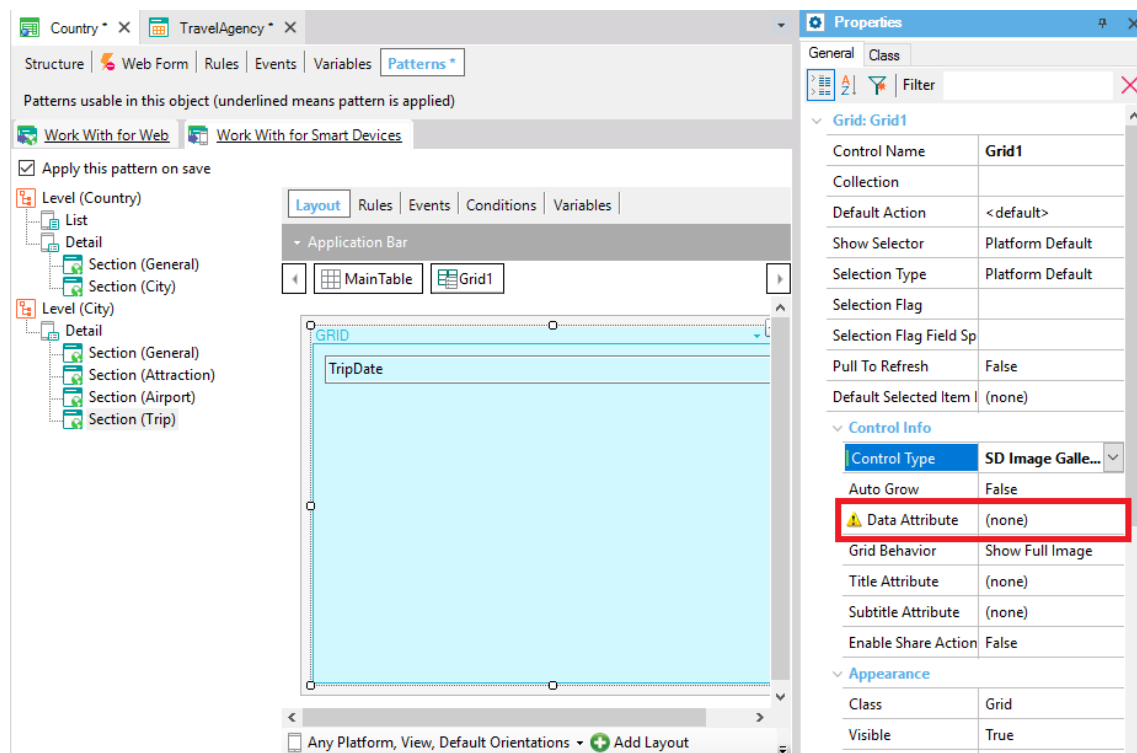 Country *
TravelAgency *
Structure
Web Form
Rules
Events
Variables
Patterns *
Patterns usable in this object (underlined means pattern is applied)
Work With for Web
Work With for Smart Devices
Apply this pattern on save
Level (Country)
List
Detail
Section (General)
Section (City)
Level (City)
Detail
Section (General)
Section (Attraction)
Section (Airport)
Section (Trip)
Layout
Rules
Events
Conditions
Variables
Application Bar
MainTable
Grid1
GRID
TripDate
Any Platform, View, Default Orientations
Add Layout
Properties
General
Class
Filter
Grid: Grid1
Control Name Grid1
Collection
Default Action <default>
Show Selector Platform Default
Selection Type Platform Default
Selection Flag
Selection Flag Field Sp
Pull To Refresh False
Default Selected Item (none)
Control Info
Control Type SD Image Galle...
Auto Grow False
Data Attribute (none)
Grid Behavior Show Full Image
Title Attribute (none)
Subtitle Attribute (none)
Enable Share Action False
Appearance
Class Grid
Visible True